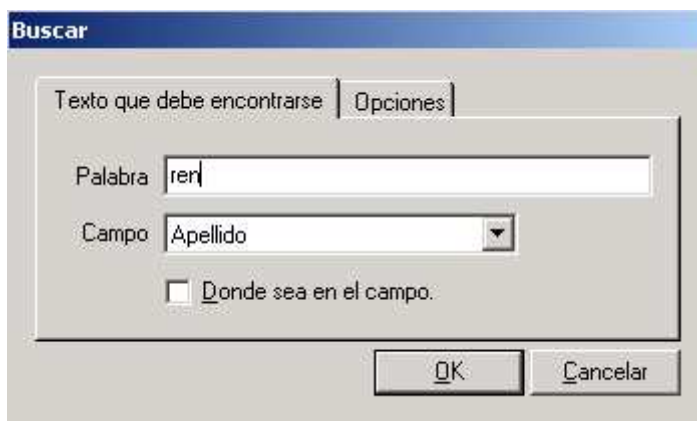 Buscar
Texto que debe encontrarse Opciones
Palabra ren
Campo Apellido
Donde sea en el campo.
OK Cancelar